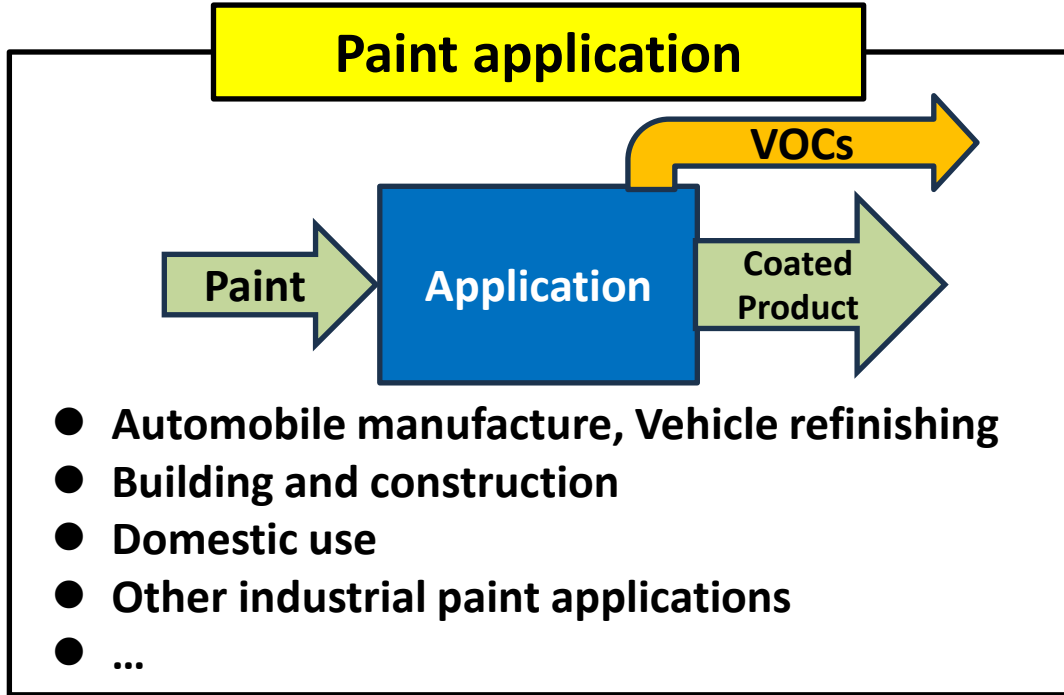 Paint application
VOCs
Paint
Application
Coated
Product
● Automobile manufacture, Vehicle refinishing
● Building and construction
● Domestic use
● Other industrial paint applications
● …